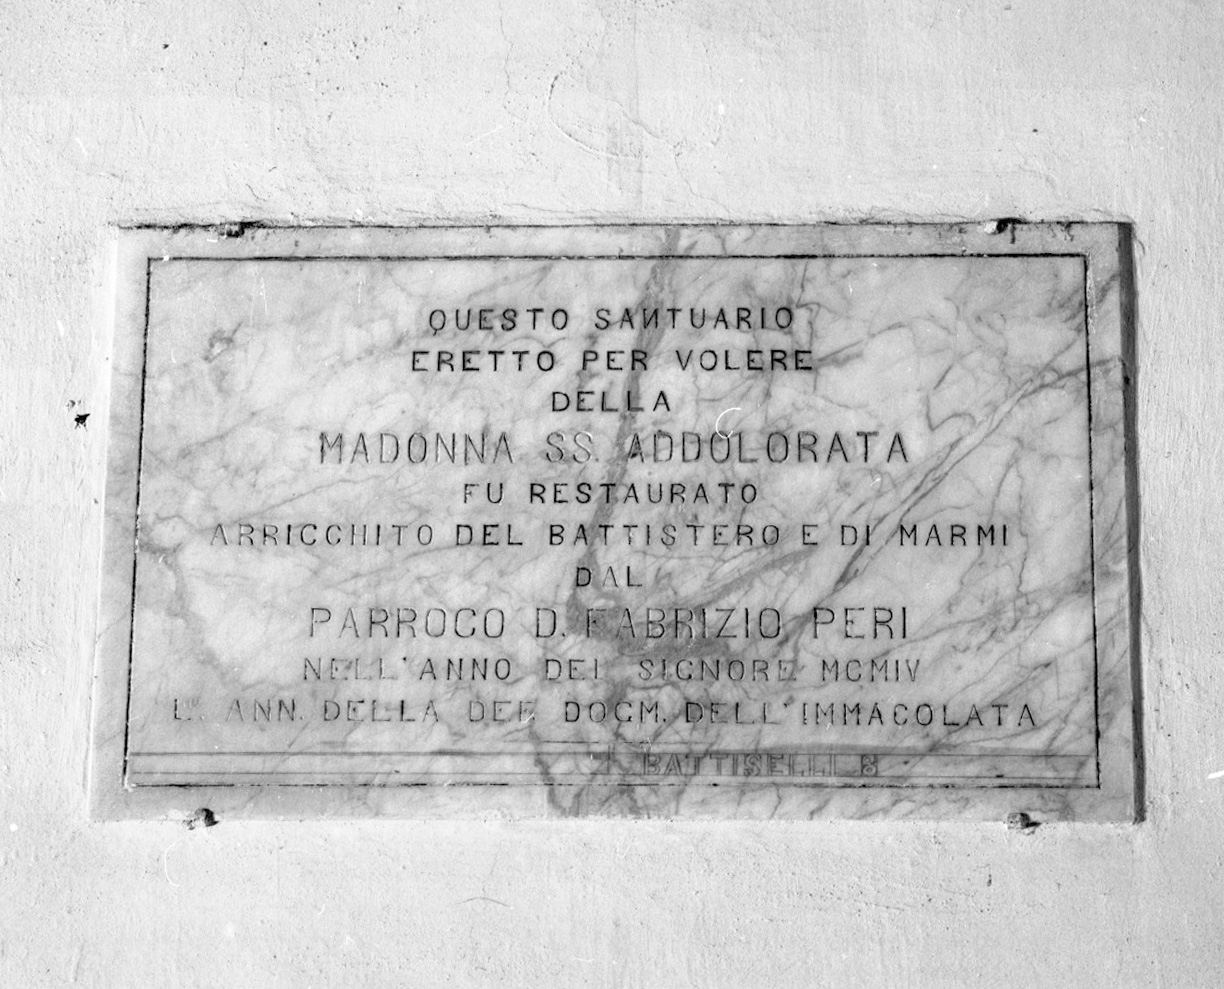 QUESTO SANTUARIO
ERETTO PER VOLERE
DELLA
MADONNA SS. ADDOLORATA
FU RESTAURATO
ARRICCHITO DEL BATTISTERO E DI MARMI
DAL
PARROCO D. FABRIZIO PERI
NELL'ANNO DEL SIGNORE MCMIV
L°. ANN. DELLA DEF. DOGM. DELL'IMMACOLATA
BATTISELLI